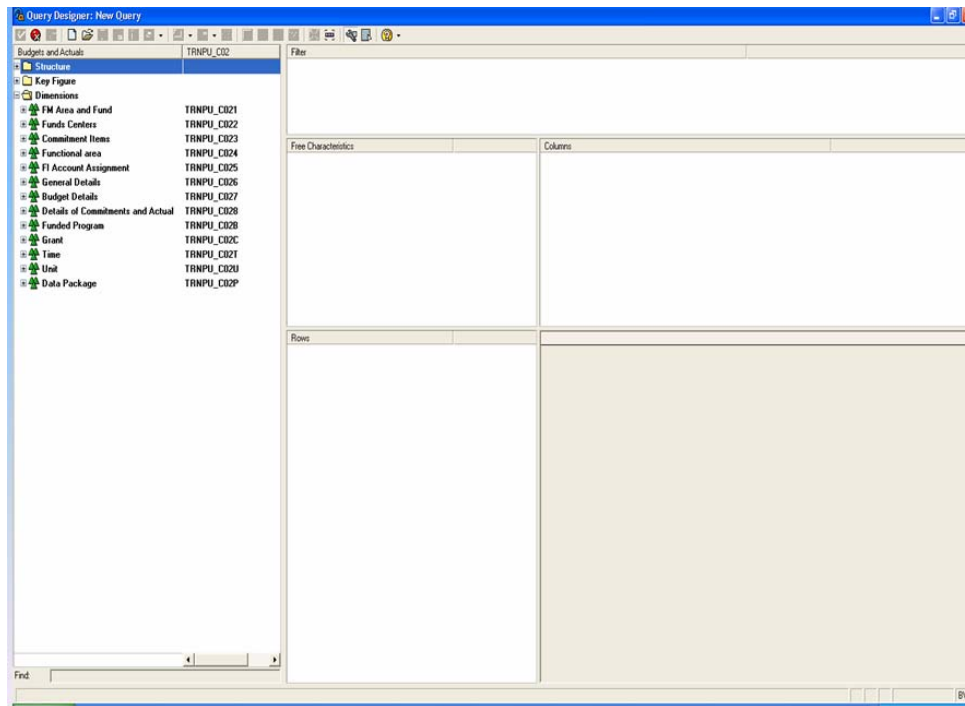 Query Designer: New Query
Budgets and Actuals TRNPU_C02
Structure
Key Figure
Dimensions
FM Area and Fund TRNPU_C021
Funds Centers TRNPU_C022
Commitment Items TRNPU_C023
Functional area TRNPU_C024
FI Account Assignment TRNPU_C025
General Details TRNPU_C026
Budget Details TRNPU_C027
Details of Commitments and Actual TRNPU_C028
Funded Program TRNPU_C02B
Grant TRNPU_C02C
Time TRNPU_C02T
Unit TRNPU_C02U
Data Package TRNPU_C02P
Find:
Filter
Free Characteristics
Columns
Rows